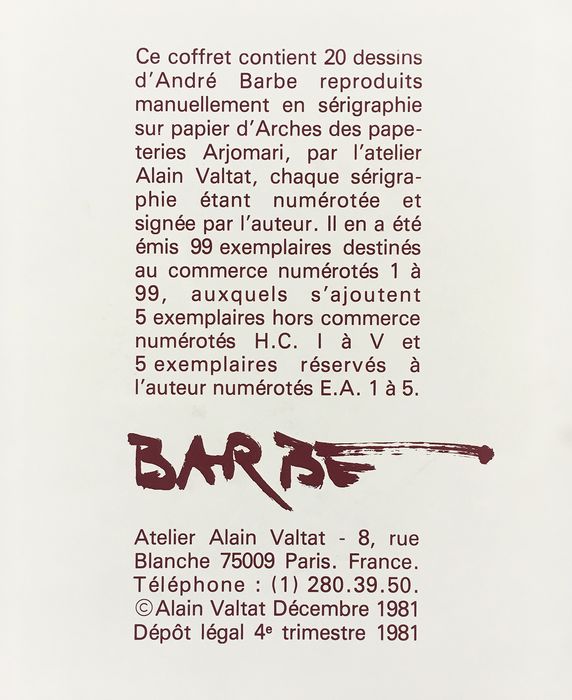 Ce coffret contient 20 dessins
d'André Barbe reproduits
manuellement en sérigraphie
sur papier d'Arches des pape-
teries Arjomari, par l'atelier
Alain Valtat, chaque sérigra-
phie étant numérotée et
signée par l'auteur. Il en a été
émis 99 exemplaires destinés
au commerce numérotés 1 à
99, auxquels s'ajoutent
5 exemplaires hors commerce
numérotés H.C. I à V et
5 exemplaires réservés à
l'auteur numérotés E.A. 1 à 5.
BARBE
Atelier Alain Valtat - 8, rue
Blanche 75009 Paris. France.
Téléphone : (1) 280.39.50.
©Alain Valtat Décembre 1981
Dépôt légal 4e trimestre 1981